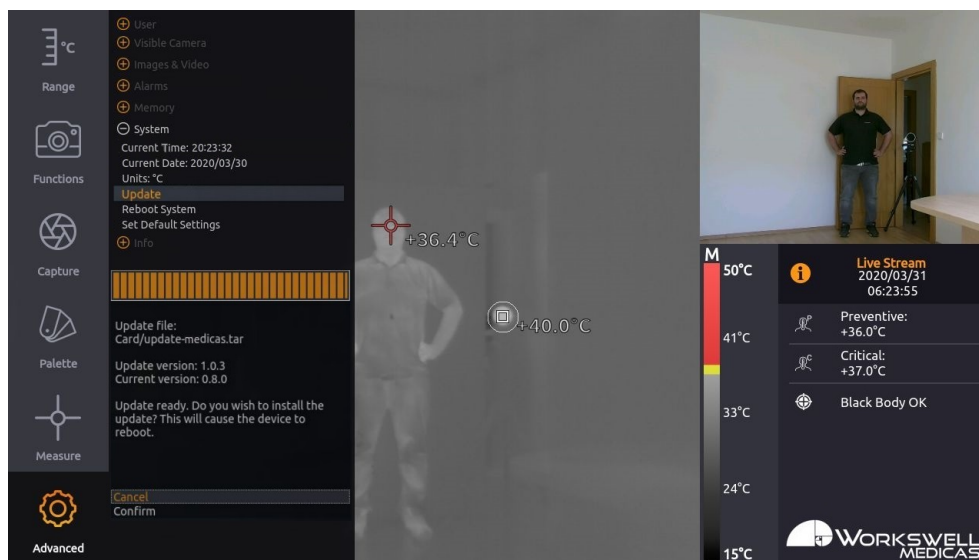 °C
Range
Functions
Capture
Palette
Measure
Advanced
User
Visible Camera
Images & Video
Alarms
Memory
System
Current Time: 20:23:32
Current Date: 2020/03/30
Units: °C
Update
Reboot System
Set Default Settings
Info
Update file:
Card/update-medicas.tar
Update version: 1.0.3
Current version: 0.8.0
Update ready. Do you wish to install the
update? This will cause the device to
reboot.
Cancel
Confirm
+36.4°C
+40.0°C
M
50°C
41°C
33°C
24°C
15°C
Live Stream
2020/03/31
06:23:55
Preventive:
+36.0°C
Critical:
+37.0°C
Black Body OK
WORKSWELL
MEDICAS